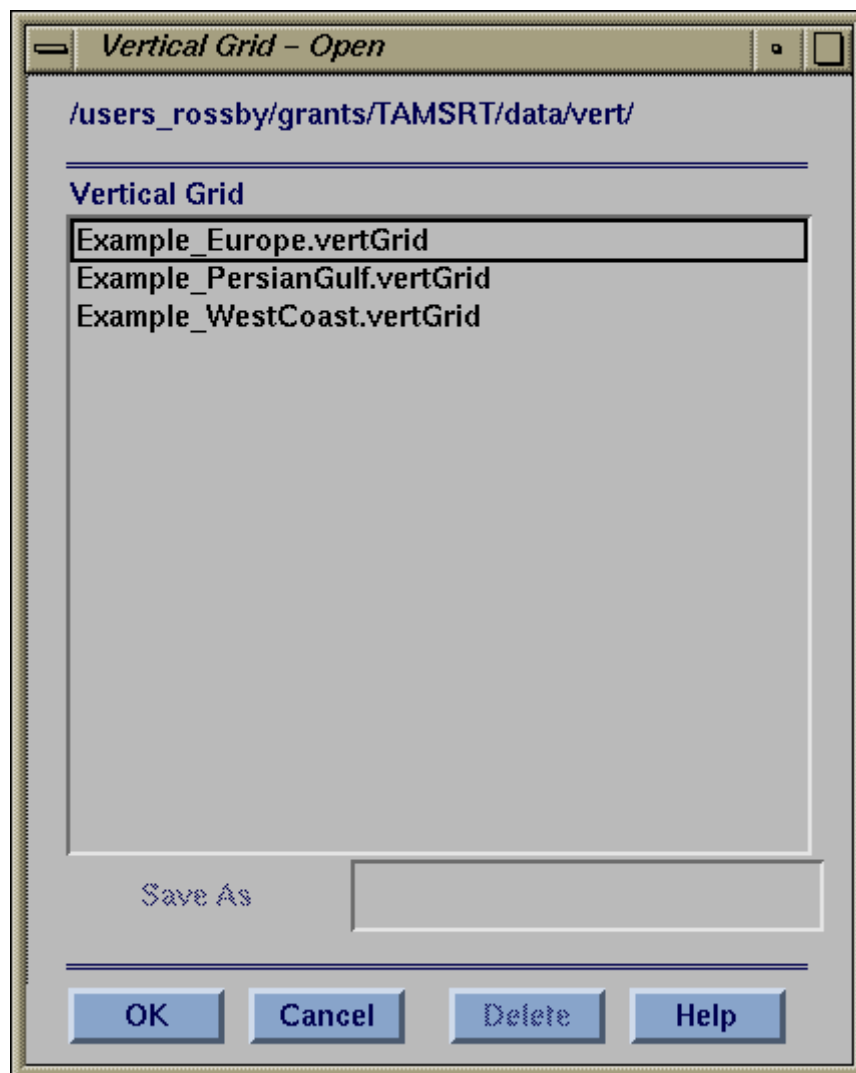 Vertical Grid – Open
/users_rossby/grants/TAMSRT/data/vert/
Vertical Grid
Example_Europe.vertGrid
Example_PersianGulf.vertGrid
Example_WestCoast.vertGrid
Save As
OK Cancel Delete Help